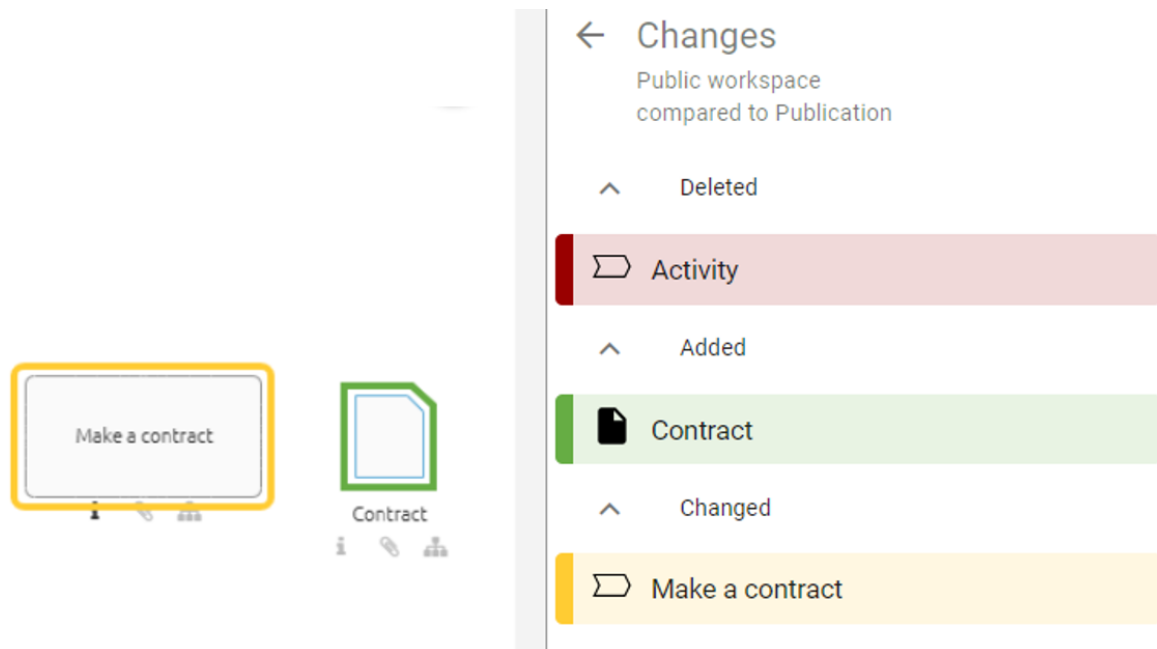 Make a contract
Contract
Changes
Public workspace
compared to Publication
Deleted
Activity
Added
Contract
Changed
Make a contract